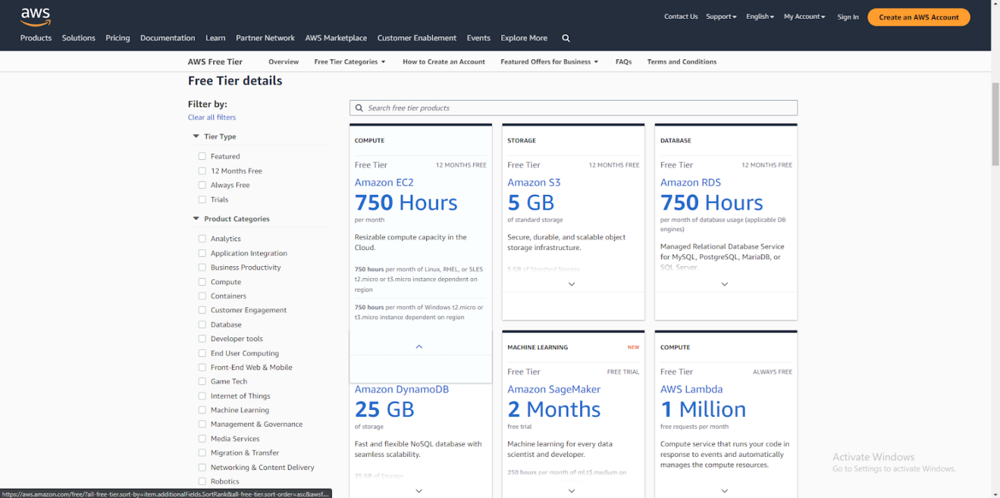 aws
Contact Us Support English My Account Sign In Create an AWS Account
Products Solutions Pricing Documentation Learn Partner Network AWS Marketplace Customer Enablement Events Explore More
AWS Free Tier Overview Free Tier Categories How to Create an Account Featured Offers for Business FAQs Terms and Conditions
Free Tier details
Filter by:
Clear all filters
Tier Type
Featured
12 Months Free
Always Free
Trials
Product Categories
Analytics
Application Integration
Business Productivity
Compute
Containers
Customer Engagement
Database
Developer tools
End User Computing
Front-End Web & Mobile
Game Tech
Internet of Things
Machine Learning
Management & Governance
Media Services
Migration & Transfer
Networking & Content Delivery
Robotics
Search free tier products
COMPUTE
Free Tier 12 MONTHS FREE
Amazon EC2
750 Hours
per month
Resizable compute capacity in the
Cloud.
750 hours per month of Linux, RHEL, or SLES
t2.micro or t3.micro instance dependent on
region
750 hours per month of Windows t2.micro or
t3.micro instance dependent on region
STORAGE
Free Tier 12 MONTHS FREE
Amazon S3
5 GB
of standard storage
Secure, durable, and scalable object
storage infrastructure.
5 GB of Standard Storage
DATABASE
Free Tier 12 MONTHS FREE
Amazon RDS
750 Hours
per month of database usage (applicable DB
engines)
Managed Relational Database Service
for MySQL, PostgreSQL, MariaDB, or
SQL Server.
Amazon DynamoDB
25 GB
of storage
Fast and flexible NoSQL database with
seamless scalability.
25 GB of Storage
MACHINE LEARNING NEW
Free Tier FREE TRIAL
Amazon SageMaker
2 Months
free trial
Machine learning for every data
scientist and developer.
250 hours per month of ml.t3.medium on
COMPUTE
Free Tier ALWAYS FREE
AWS Lambda
1 Million
free requests per month
Compute service that runs your code in
response to events and automatically
manages the compute resources.
Activate Windows
Go to Settings to activate Windows.
https://aws.amazon.com/free/?all-free-tier.sort-by=item.additionalFields.SortRank&all-free-tier.sort-order=asc&awsf....